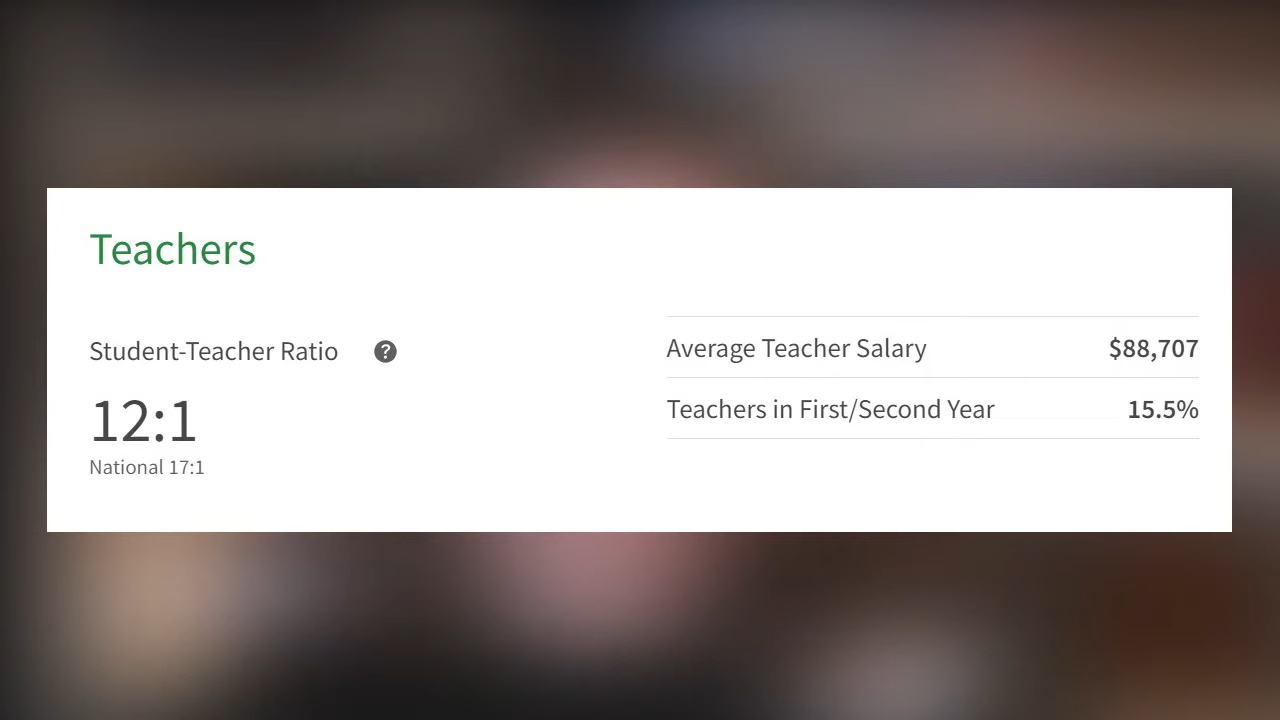 Teachers
Student-Teacher Ratio
12:1
National 17:1
Average Teacher Salary $88,707
Teachers in First/Second Year 15.5%